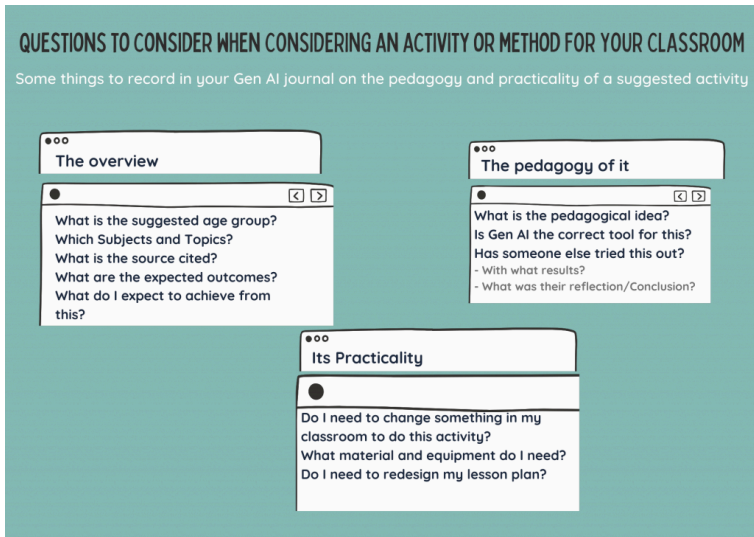 QUESTIONS TO CONSIDER WHEN CONSIDERING AN ACTIVITY OR METHOD FOR YOUR CLASSROOM
Some things to record in your Gen AI journal on the pedagogy and practicality of a suggested activity
The overview
What is the suggested age group?
Which Subjects and Topics?
What is the source cited?
What are the expected outcomes?
What do I expect to achieve from
this?
The pedagogy of it
What is the pedagogical idea?
Is Gen AI the correct tool for this?
Has someone else tried this out?
- With what results?
- What was their reflection/Conclusion?
Its Practicality
Do I need to change something in my
classroom to do this activity?
What material and equipment do I need?
Do I need to redesign my lesson plan?